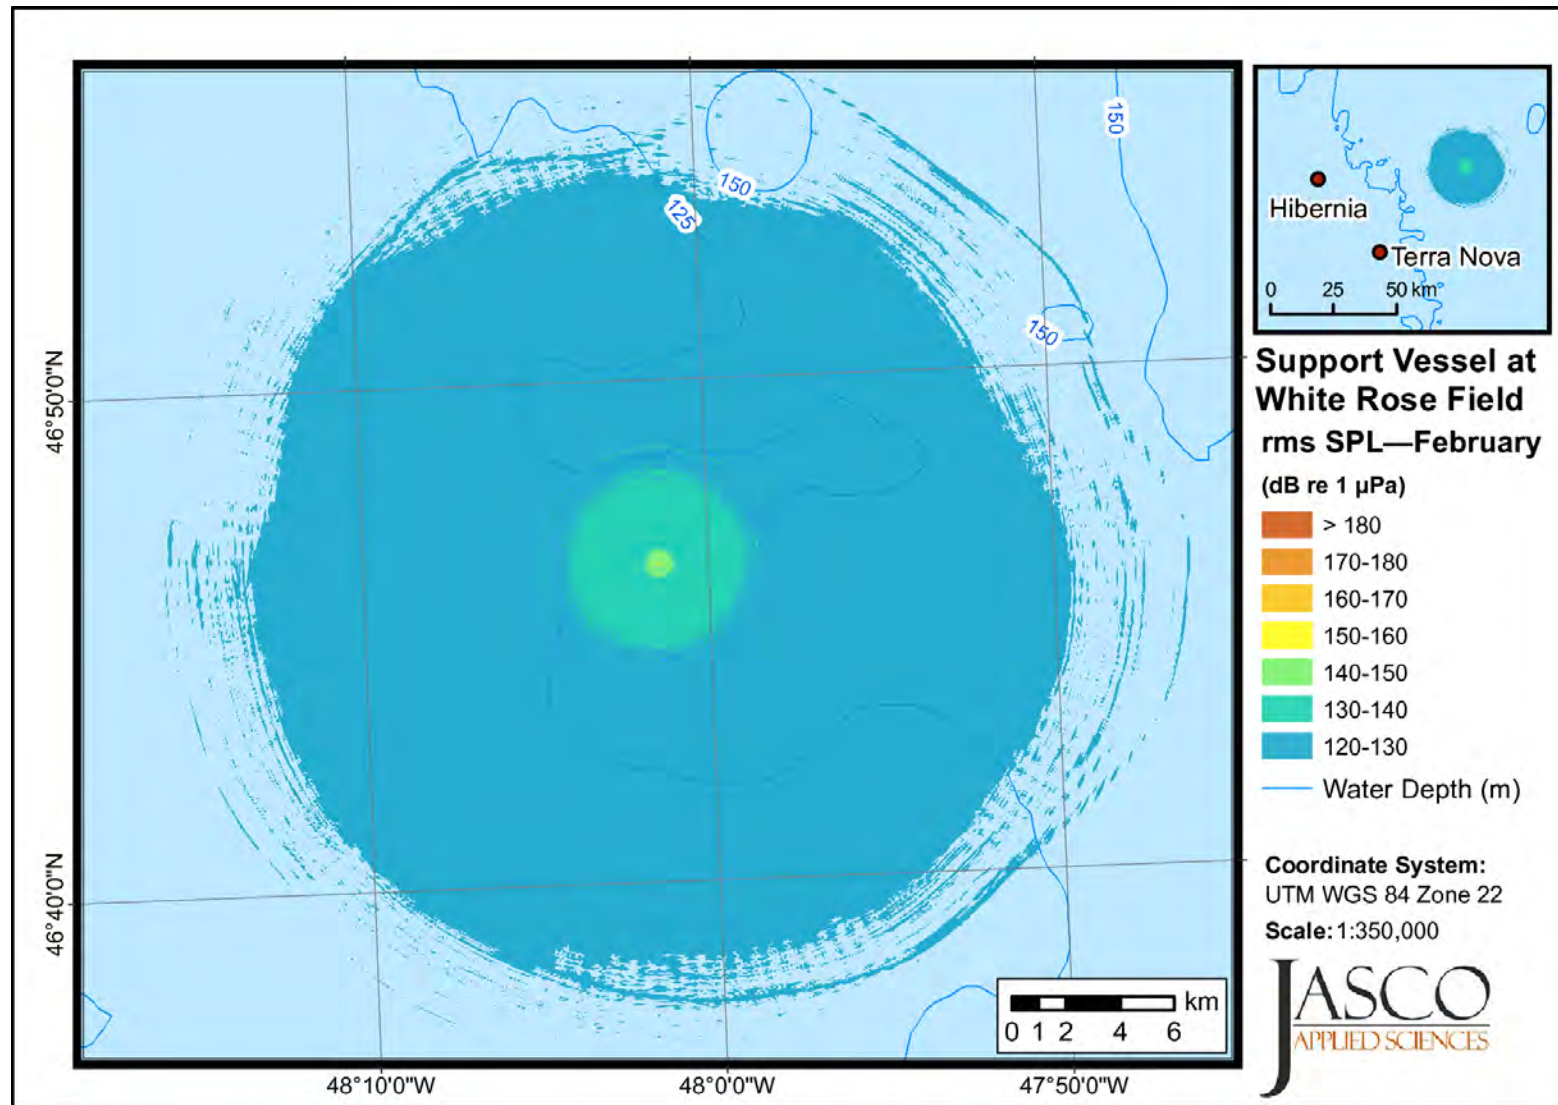 150
150
125
150
46°50'0"N
46°40'0"N
48°10'0"W
48°0'0"W
47°50'0"W
km
0 1 2 4 6
Hibernia
Terra Nova
0 25 50 km
Support Vessel at
White Rose Field
rms SPL—February
(dB re 1 µPa)
> 180
170-180
160-170
150-160
140-150
130-140
120-130
Water Depth (m)
Coordinate System:
UTM WGS 84 Zone 22
Scale: 1:350,000
JASCO
APPLIED SCIENCES